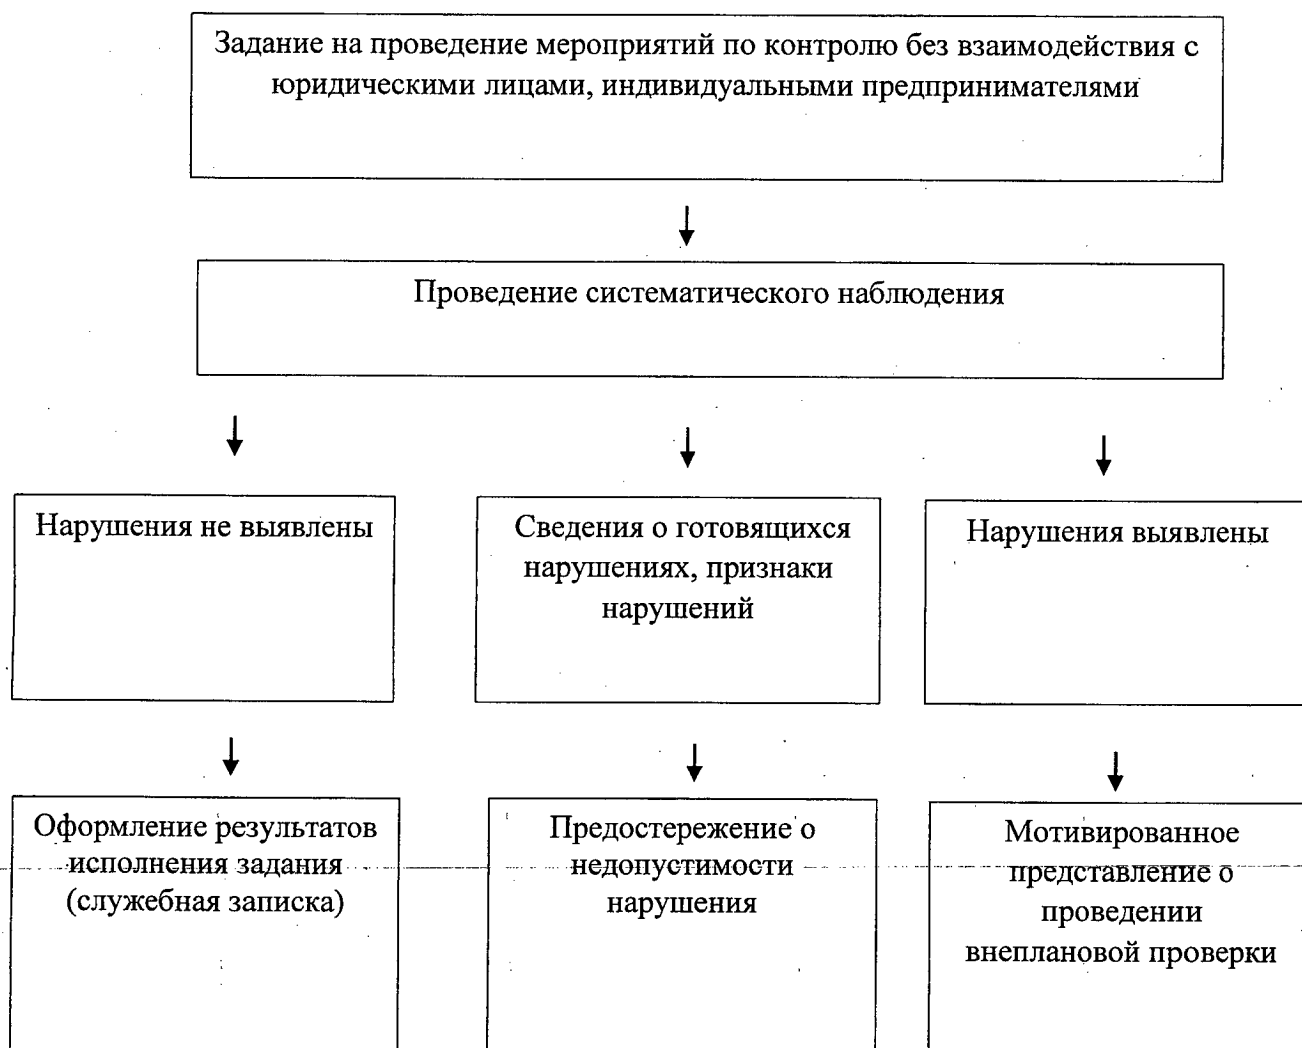 Задание на проведение мероприятий по контролю без взаимодействия с
юридическими лицами, индивидуальными предпринимателями
Проведение систематического наблюдения
Нарушения не выявлены
Сведения о готовящихся
нарушениях, признаки
нарушений
Нарушения выявлены
Оформление результатов
исполнения задания
(служебная записка)
Предостережение о
недопустимости
нарушения
Мотивированное
представление о
проведении
внеплановой проверки